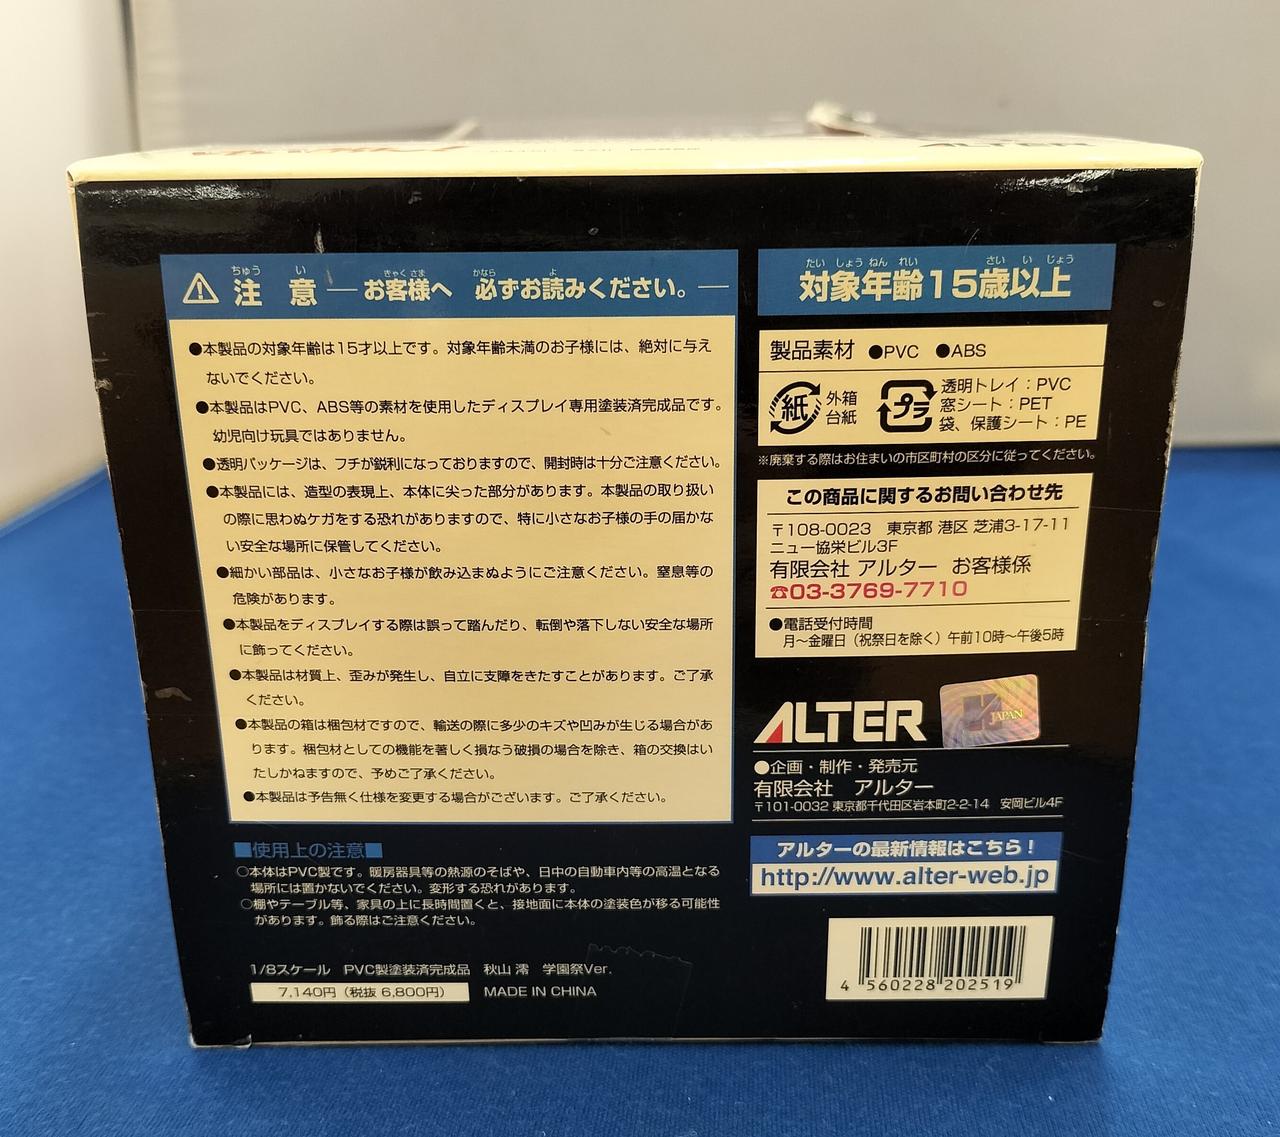 ALTER
注意 ― お客様へ 必ずお読みください。―
ちゅう い きゃく さま かなら よ
●本製品の対象年齢は15才以上です。対象年齢未満のお子様には、絶対に与え
ないでください。
●本製品はPVC、ABS等の素材を使用したディスプレイ専用塗装済完成品です。
幼児向け玩具ではありません。
●透明パッケージは、フチが鋭利になっておりますので、開封時は十分ご注意ください。
●本製品には、造型の表現上、本体に尖った部分があります。本製品の取り扱い
の際に思わぬケガをする恐れがありますので、特に小さなお子様の手の届かな
い安全な場所に保管してください。
●細かい部品は、小さなお子様が飲み込まぬようにご注意ください。窒息等の
危険があります。
●本製品をディスプレイする際は誤って踏んだり、転倒や落下しない安全な場所
に飾ってください。
●本製品は材質上、歪みが発生し、自立に支障をきたすことがあります。ご了承
ください。
●本製品の箱は梱包材ですので、輸送の際に多少のキズや凹みが生じる場合があ
ります。梱包材としての機能を著しく損なう破損の場合を除き、箱の交換はい
たしかねますので、予めご了承ください。
●本製品は予告無く仕様を変更する場合がございます。ご了承ください。
■使用上の注意■
○本体はPVC製です。暖房器具等の熱源のそばや、日中の自動車内等の高温となる
場所には置かないでください。変形する恐れがあります。
○棚やテーブル等、家具の上に長時間置くと、接地面に本体の塗装色が移る可能性
があります。飾る際はご注意ください。
1/8スケール PVC製塗装済完成品 秋山 澪 学園祭Ver.
7,140円（税抜 6,800円） MADE IN CHINA
たい しょう ねん れい さい い じょう
対象年齢15歳以上
製品素材 ●PVC ●ABS
紙 外箱
台紙
プラ 透明トレイ：PVC
窓シート：PET
袋、保護シート：PE
※廃棄する際はお住まいの市区町村の区分に従ってください。
この商品に関するお問い合わせ先
〒108-0023 東京都 港区 芝浦3-17-11
ニュー協栄ビル3F
有限会社 アルター お客様係
☎03-3769-7710
●電話受付時間
月～金曜日（祝祭日を除く）午前10時～午後5時
ALTER
JAPAN
●企画・制作・発売元
有限会社 アルター
〒101-0032 東京都千代田区岩本町2-2-14 安岡ビル4F
アルターの最新情報はこちら！
http://www.alter-web.jp
4 560228 202519